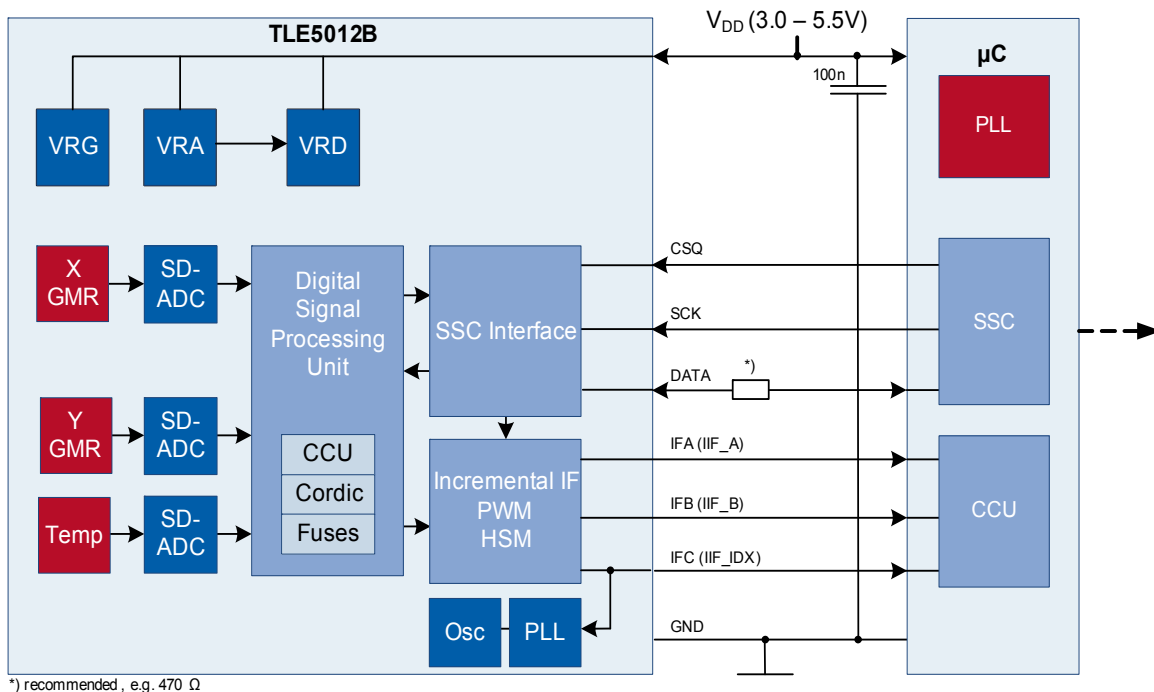 TLE5012B
V_DD (3.0 – 5.5V)
µC
100n
PLL
VRG
VRA
VRD
X
GMR
SD-
ADC
Digital
Signal
Processing
Unit
SSC Interface
CSQ
SCK
DATA
*)
SSC
Y
GMR
SD-
ADC
CCU
Cordic
Fuses
Incremental IF
PWM
HSM
IFA (IIF_A)
IFB (IIF_B)
IFC (IIF_IDX)
CCU
Temp
SD-
ADC
Osc
PLL
GND
*) recommended , e.g. 470 Ω